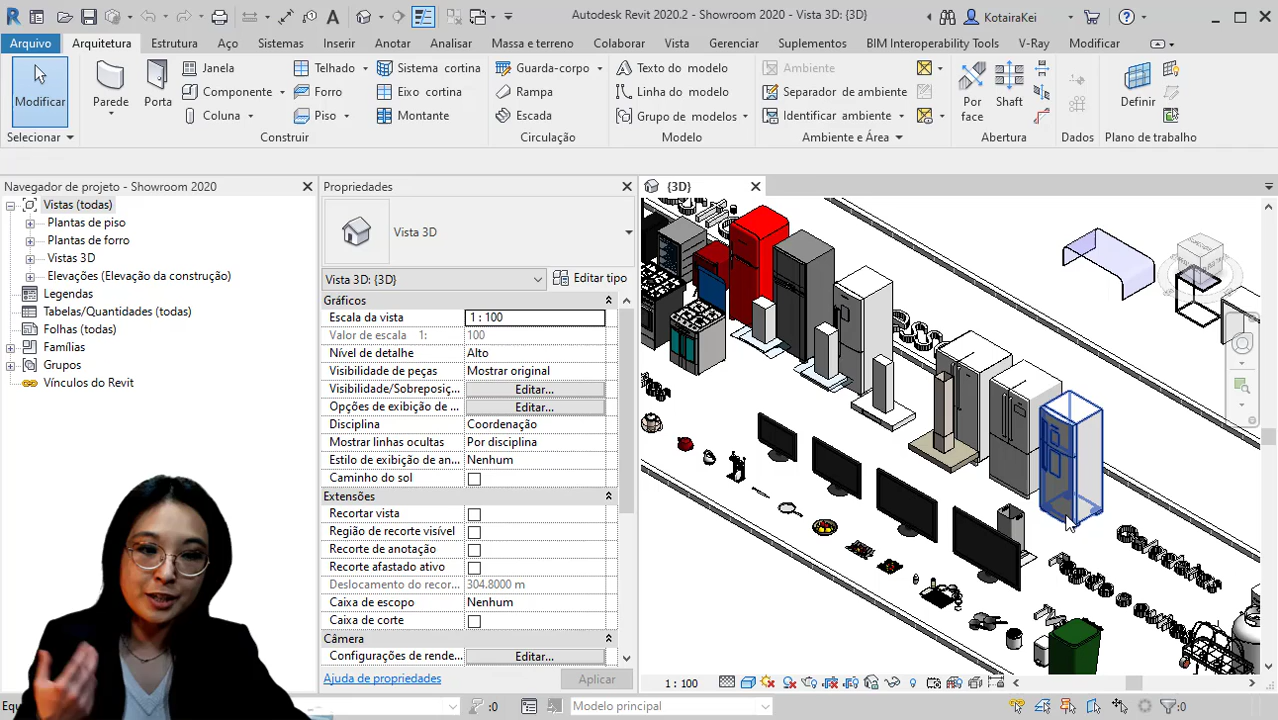 Autodesk Revit 2020.2 - Showroom 2020 - Vista 3D: {3D}
KotairaKei
Arquivo Arquitetura Estrutura Aço Sistemas Inserir Anotar Analisar Massa e terreno Colaborar Vista Gerenciar Suplementos BIM Interoperability Tools V-Ray Modificar
Modificar
Parede
Porta
Janela
Componente
Coluna
Telhado
Forro
Piso
Sistema cortina
Eixo cortina
Montante
Guarda-corpo
Rampa
Escada
Texto do modelo
Linha do modelo
Grupo de modelos
Ambiente
Separador de ambiente
Identificar ambiente
Por
face
Shaft
Definir
Selecionar
Construir
Circulação
Modelo
Ambiente e Área
Abertura
Dados
Plano de trabalho
Navegador de projeto - Showroom 2020
Vistas (todas)
Plantas de piso
Plantas de forro
Vistas 3D
Elevações (Elevação da construção)
Legendas
Tabelas/Quantidades (todas)
Folhas (todas)
Famílias
Grupos
Vínculos do Revit
Propriedades
Vista 3D
Vista 3D: {3D}
Editar tipo
Gráficos
Escala da vista 1 : 100
Valor de escala 1: 100
Nível de detalhe Alto
Visibilidade de peças Mostrar original
Visibilidade/Sobreposiç... Editar...
Opções de exibição de ... Editar...
Disciplina Coordenação
Mostrar linhas ocultas Por disciplina
Estilo de exibição de an... Nenhum
Caminho do sol
Extensões
Recortar vista
Região de recorte visível
Recorte de anotação
Recorte afastado ativo
Deslocamento do recor... 304.8000 m
Caixa de escopo Nenhum
Caixa de corte
Câmera
Configurações de rende... Editar...
Ajuda de propriedades
Aplicar
{3D}
1 : 100
Equ
:0
Modelo principal
:0